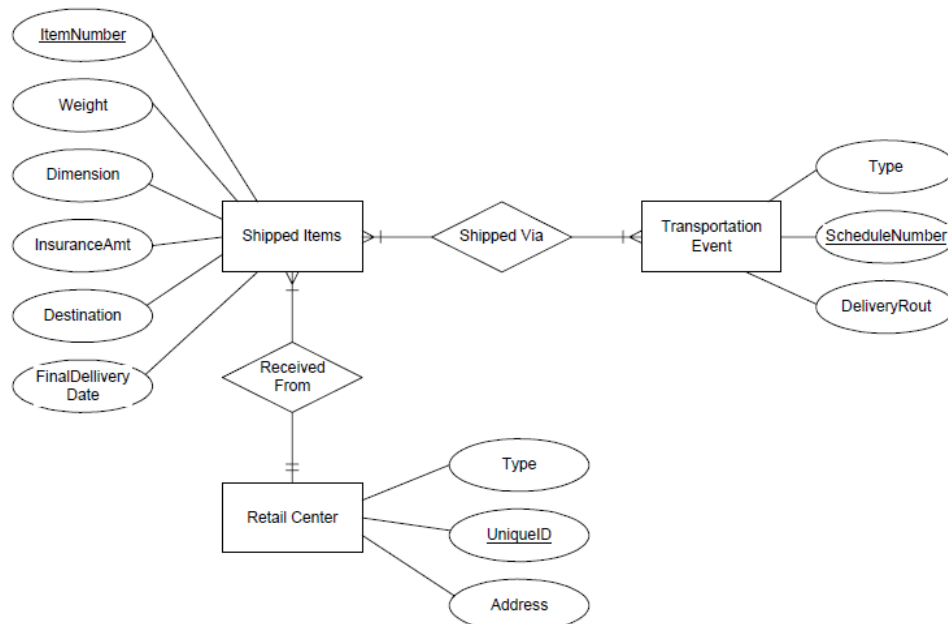 ItemNumber
Weight
Dimension
InsuranceAmt
Destination
FinalDellivery
Date
Shipped Items
Shipped Via
Transportation
Event
Type
ScheduleNumber
DeliveryRout
Received
From
Retail Center
Type
UniqueID
Address